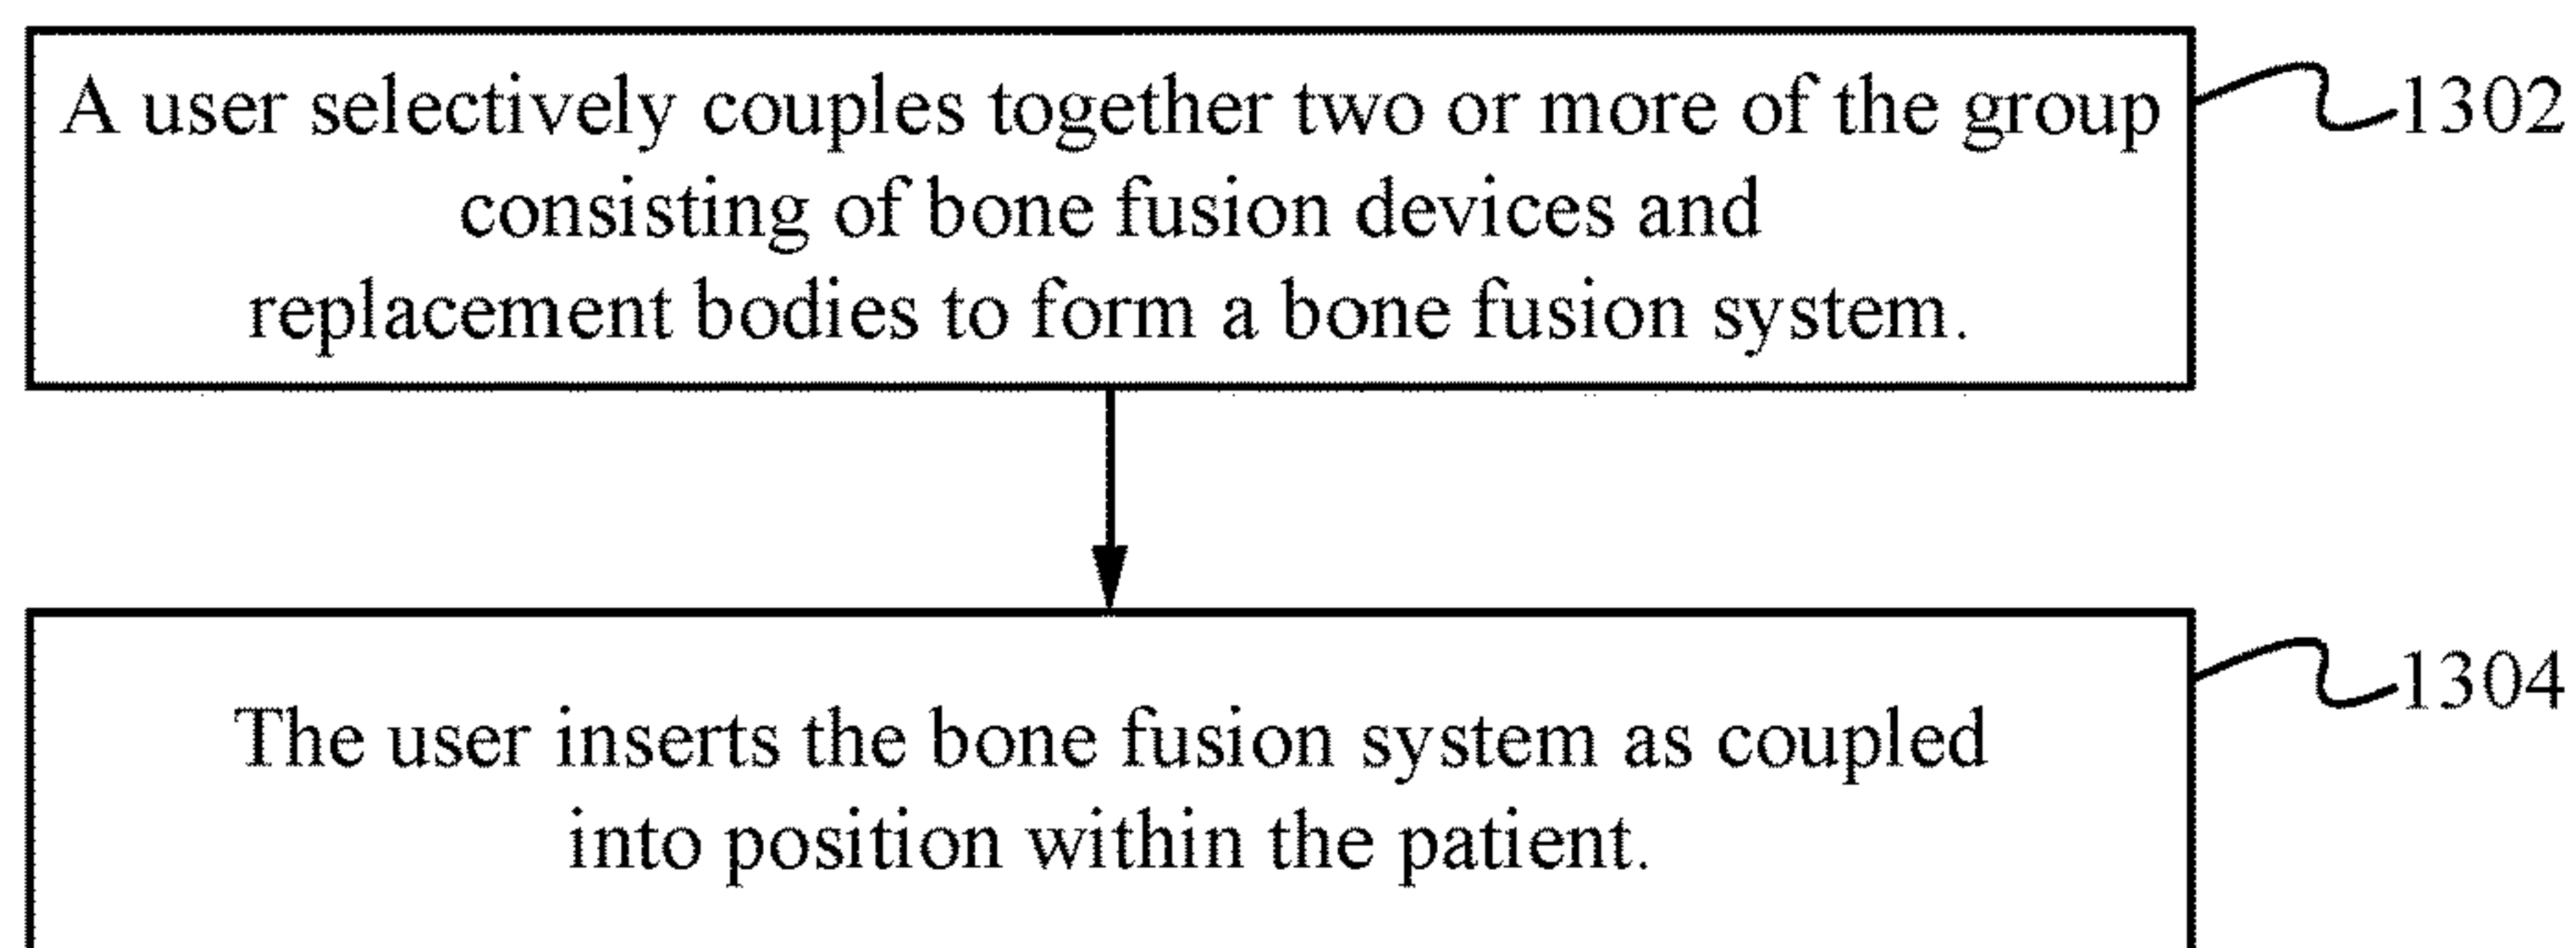 A user selectively couples together two or more of the group
1302
consisting of bone fusion devices and
replacement bodies to form a bone fusion system.
1304
The user inserts the bone fusion system as coupled
into position within the patient.